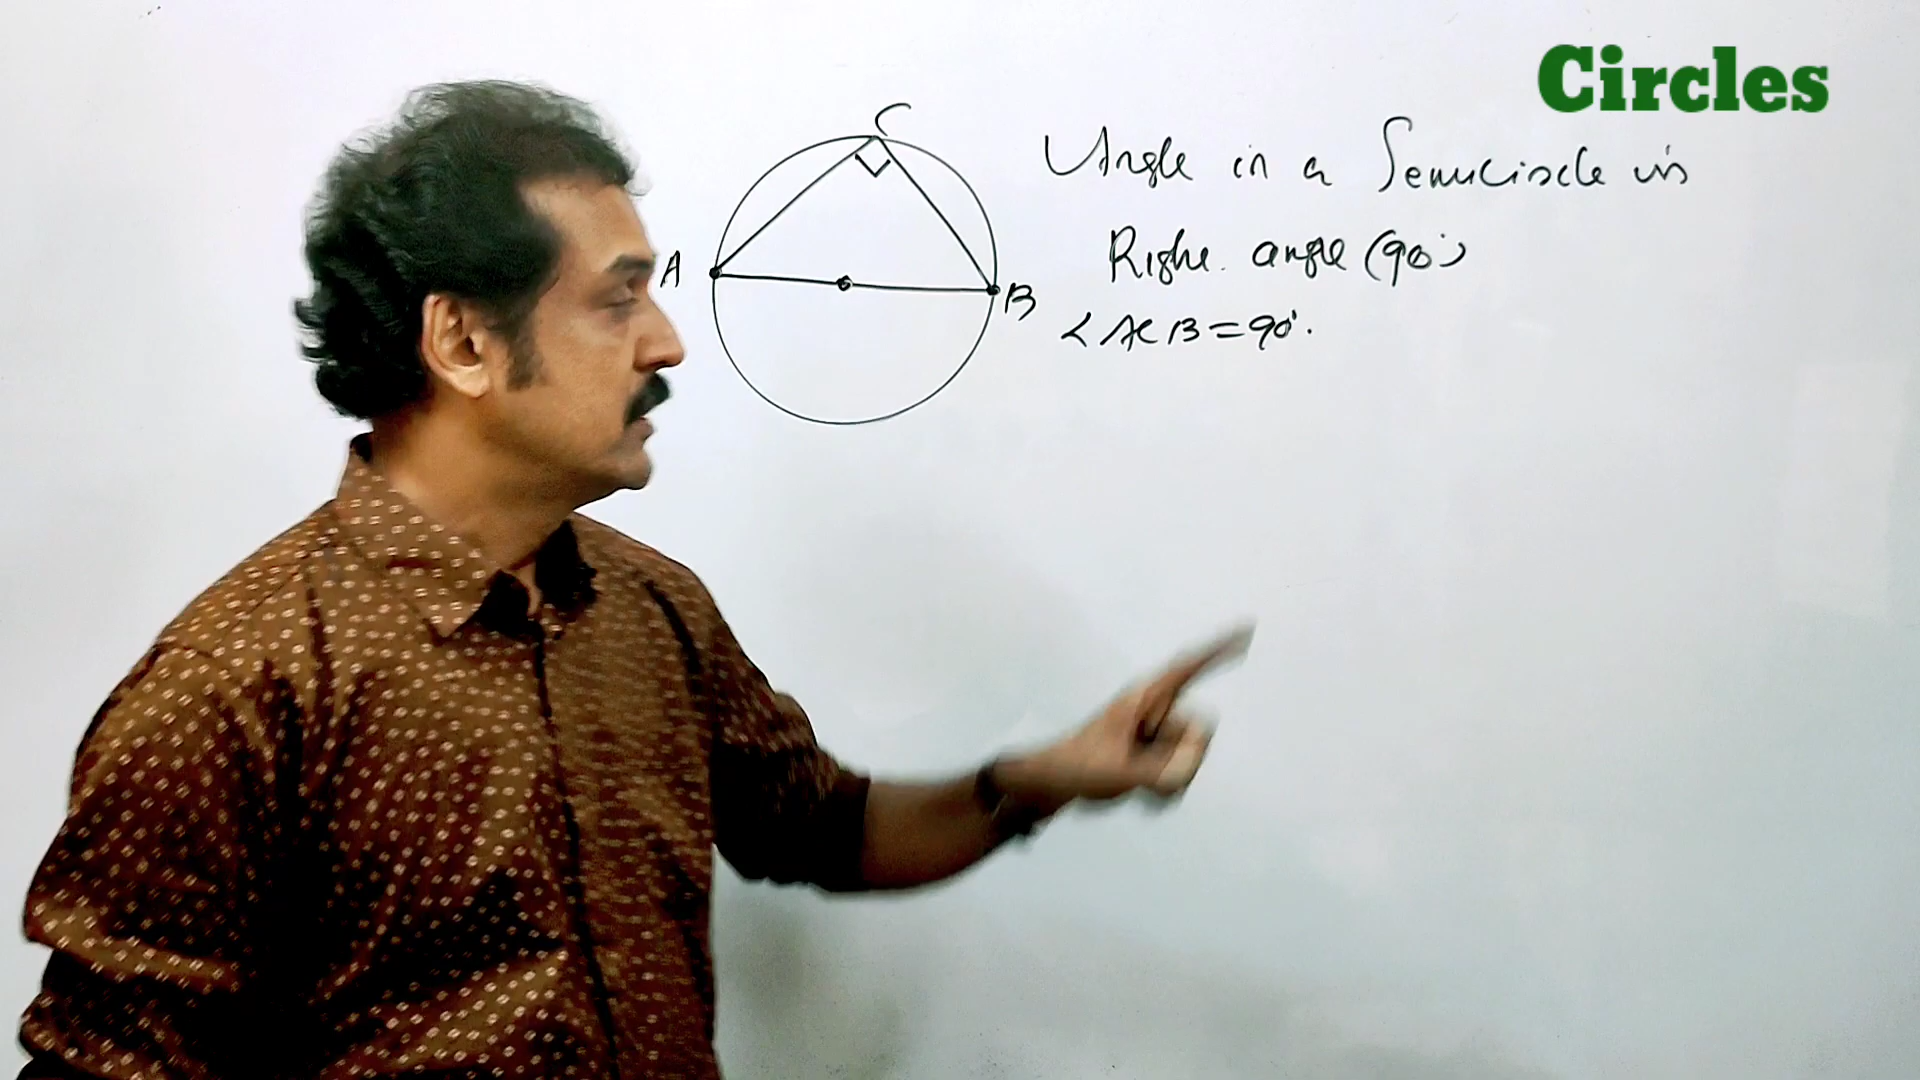 Circles
C
Angle in a Semicircle is
Right angle (90°)
A
B
<ACB=90°.